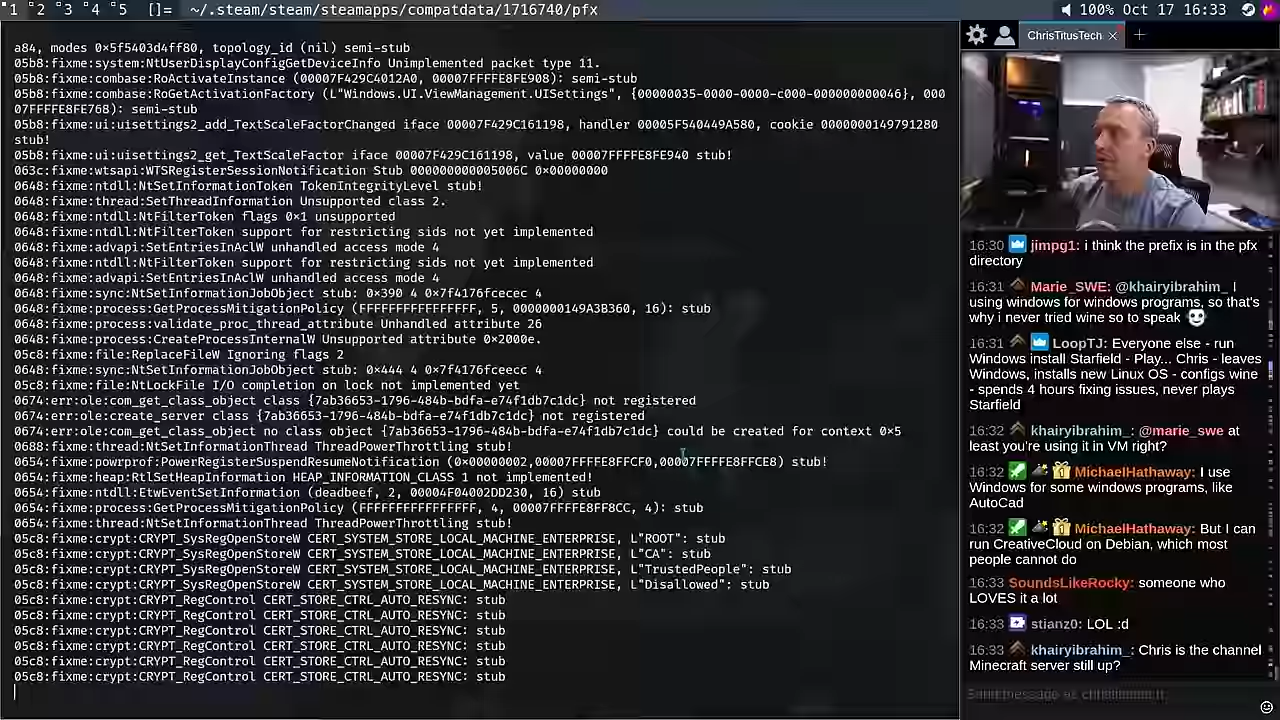 1 2 3 4 5 []= ~/.steam/steam/steamapps/compatdata/1716740/pfx 100% Oct 17 16:33
a84, modes 0×5f5403d4ff80, topology_id (nil) semi-stub
05b8:fixme:system:NtUserDisplayConfigGetDeviceInfo Unimplemented packet type 11.
05b8:fixme:combase:RoActivateInstance (00007F429C4012A0, 00007FFFFE8FE908): semi-stub
05b8:fixme:combase:RoGetActivationFactory (L"Windows.UI.ViewManagement.UISettings", {00000035-0000-0000-c000-000000000046}, 000
07FFFFE8FE768): semi-stub
05b8:fixme:ui:uisettings2_add_TextScaleFactorChanged iface 00007F429C161198, handler 00005F540449A580, cookie 0000000149791280
stub!
05b8:fixme:ui:uisettings2_get_TextScaleFactor iface 00007F429C161198, value 00007FFFFE8FE940 stub!
063c:fixme:wtsapi:WTSRegisterSessionNotification Stub 000000000005006C 0×00000000
0648:fixme:ntdll:NtSetInformationToken TokenIntegrityLevel stub!
0648:fixme:thread:SetThreadInformation Unsupported class 2.
0648:fixme:ntdll:NtFilterToken flags 0×1 unsupported
0648:fixme:ntdll:NtFilterToken support for restricting sids not yet implemented
0648:fixme:advapi:SetEntriesInAclW unhandled access mode 4
0648:fixme:ntdll:NtFilterToken support for restricting sids not yet implemented
0648:fixme:advapi:SetEntriesInAclW unhandled access mode 4
0648:fixme:sync:NtSetInformationJobObject stub: 0×390 4 0×7f4176fcecec 4
0648:fixme:process:GetProcessMitigationPolicy (FFFFFFFFFFFFFFFF, 5, 0000000149A3B360, 16): stub
0648:fixme:process:validate_proc_thread_attribute Unhandled attribute 26
0648:fixme:process:CreateProcessInternalW Unsupported attribute 0×2000e.
05c8:fixme:file:ReplaceFileW Ignoring flags 2
0648:fixme:sync:NtSetInformationJobObject stub: 0×444 4 0×7f4176fceecc 4
05c8:fixme:file:NtLockFile I/O completion on lock not implemented yet
0674:err:ole:com_get_class_object class {7ab36653-1796-484b-bdfa-e74f1db7c1dc} not registered
0674:err:ole:create_server class {7ab36653-1796-484b-bdfa-e74f1db7c1dc} not registered
0674:err:ole:com_get_class_object no class object {7ab36653-1796-484b-bdfa-e74f1db7c1dc} could be created for context 0×5
0688:fixme:thread:NtSetInformationThread ThreadPowerThrottling stub!
0654:fixme:powrprof:PowerRegisterSuspendResumeNotification (0×00000002,00007FFFFE8FFCF0,00007FFFFE8FFCE8) stub!
0654:fixme:heap:RtlSetHeapInformation HEAP_INFORMATION_CLASS 1 not implemented!
0654:fixme:ntdll:EtwEventSetInformation (deadbeef, 2, 00004F04002DD230, 16) stub
0654:fixme:process:GetProcessMitigationPolicy (FFFFFFFFFFFFFFFF, 4, 00007FFFFE8FF8CC, 4): stub
0654:fixme:thread:NtSetInformationThread ThreadPowerThrottling stub!
05c8:fixme:crypt:CRYPT_SysRegOpenStoreW CERT_SYSTEM_STORE_LOCAL_MACHINE_ENTERPRISE, L"ROOT": stub
05c8:fixme:crypt:CRYPT_SysRegOpenStoreW CERT_SYSTEM_STORE_LOCAL_MACHINE_ENTERPRISE, L"CA": stub
05c8:fixme:crypt:CRYPT_SysRegOpenStoreW CERT_SYSTEM_STORE_LOCAL_MACHINE_ENTERPRISE, L"TrustedPeople": stub
05c8:fixme:crypt:CRYPT_SysRegOpenStoreW CERT_SYSTEM_STORE_LOCAL_MACHINE_ENTERPRISE, L"Disallowed": stub
05c8:fixme:crypt:CRYPT_RegControl CERT_STORE_CTRL_AUTO_RESYNC: stub
05c8:fixme:crypt:CRYPT_RegControl CERT_STORE_CTRL_AUTO_RESYNC: stub
05c8:fixme:crypt:CRYPT_RegControl CERT_STORE_CTRL_AUTO_RESYNC: stub
05c8:fixme:crypt:CRYPT_RegControl CERT_STORE_CTRL_AUTO_RESYNC: stub
05c8:fixme:crypt:CRYPT_RegControl CERT_STORE_CTRL_AUTO_RESYNC: stub
05c8:fixme:crypt:CRYPT_RegControl CERT_STORE_CTRL_AUTO_RESYNC: stub
ChrisTitusTech
16:30 jimpg1: i think the prefix is in the pfx
directory
16:31 Marie_SWE: @khairyibrahim_ I
using windows for windows programs, so that's
why i never tried wine so to speak
16:31 LoopTJ: Everyone else - run
Windows install Starfield - Play... Chris - leaves
Windows, installs new Linux OS - configs wine
- spends 4 hours fixing issues, never plays
Starfield
16:32 khairyibrahim_: @marie_swe at
least you're using it in VM right?
16:32 MichaelHathaway: I use
Windows for some windows programs, like
AutoCad
16:32 MichaelHathaway: But I can
run CreativeCloud on Debian, which most
people cannot do
16:33 SoundsLikeRocky: someone who
LOVES it a lot
16:33 stianz0: LOL :d
16:33 khairyibrahim_: Chris is the channel
Minecraft server still up?